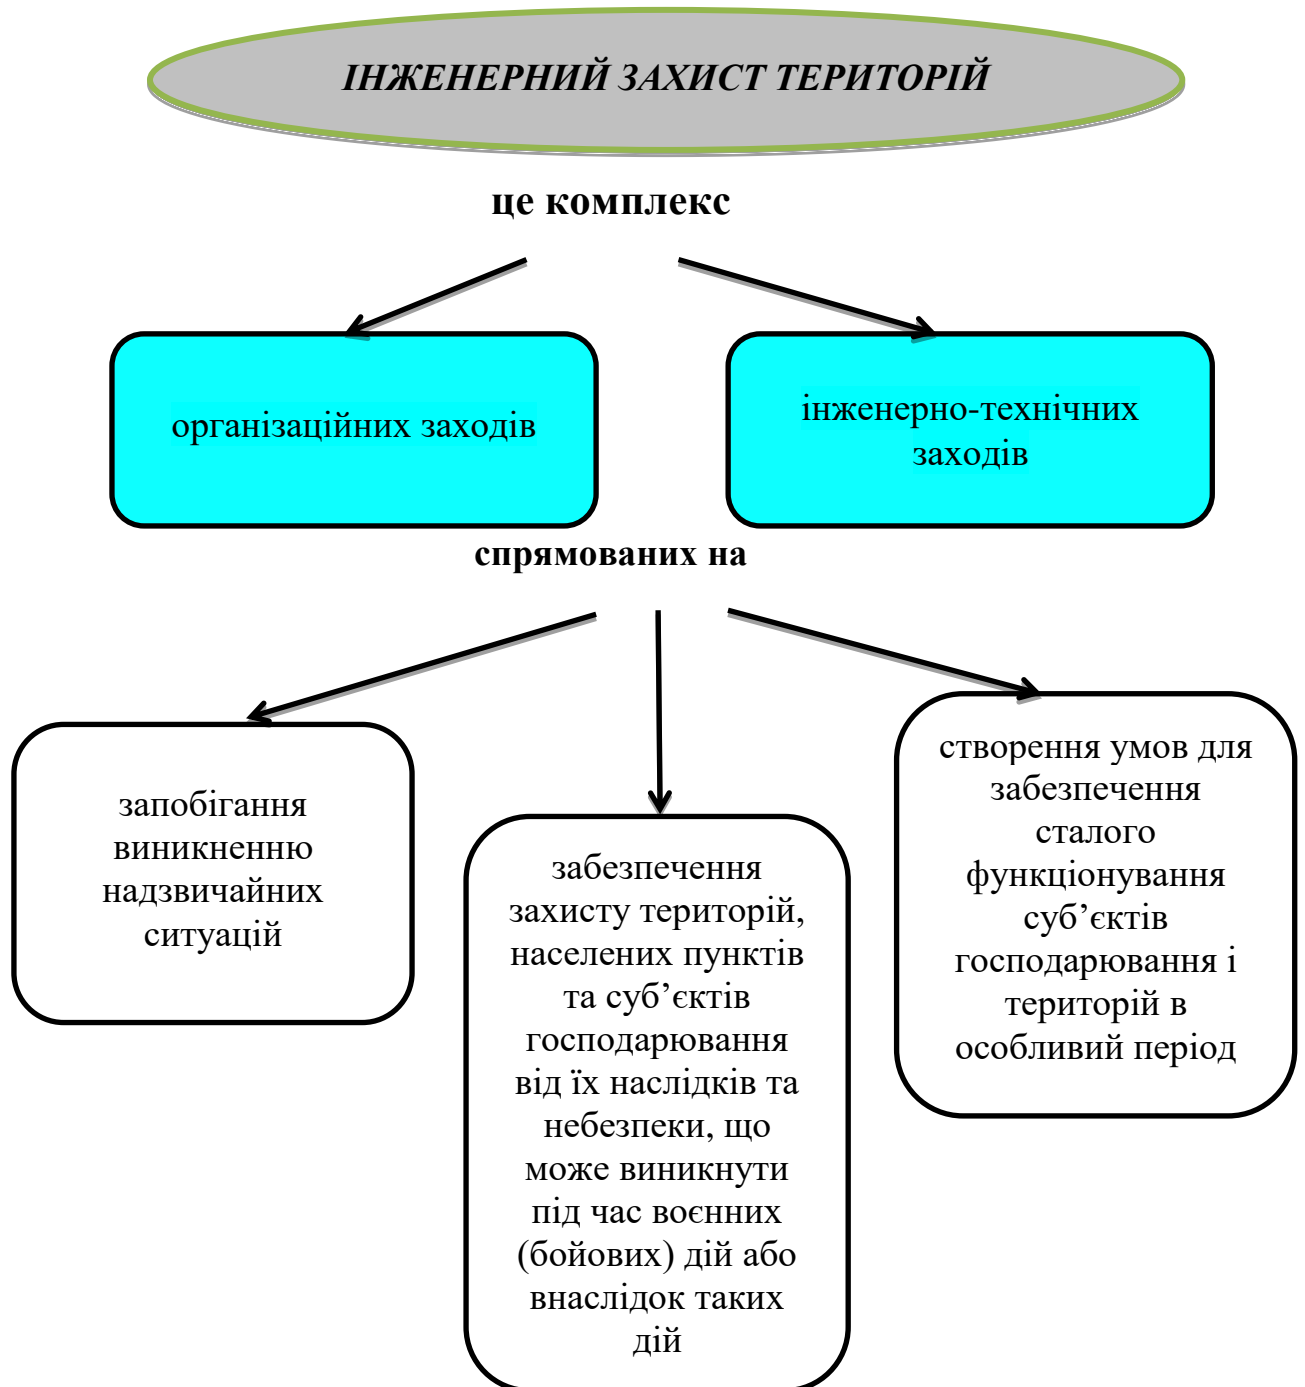 ІНЖЕНЕРНИЙ ЗАХИСТ ТЕРИТОРІЙ
це комплекс
організаційних заходів
інженерно-технічних
заходів
спрямованих на
запобігання
виникненню
надзвичайних
ситуацій
забезпечення
захисту територій,
населених пунктів
та суб’єктів
господарювання
від їх наслідків та
небезпеки, що
може виникнути
під час воєнних
(бойових) дій або
внаслідок таких
дій
створення умов для
забезпечення
сталого
функціонування
суб’єктів
господарювання і
територій в
особливий період